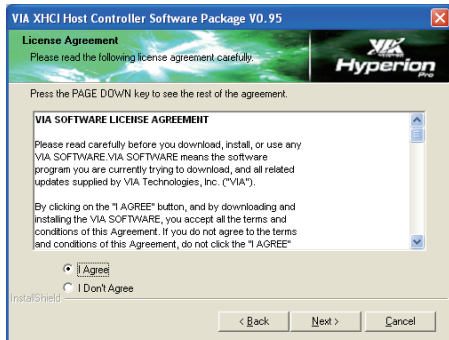 VIA XHCI Host Controller Software Package V0.95
License Agreement
Please read the following license agreement carefully.
VIA
Hyperion
Pro
Press the PAGE DOWN key to see the rest of the agreement.
VIA SOFTWARE LICENSE AGREEMENT
Please read carefully before you download, install, or use any
VIA SOFTWARE.VIA SOFTWARE means the software
program you are currently trying to download, and all related
updates supplied by VIA Technologies, Inc. ("VIA").
By clicking on the "I AGREE" button, and by downloading and
installing the VIA SOFTWARE, you accept all the terms and
conditions of this Agreement. If you do not agree to the terms
and conditions of this Agreement, do not click the "I AGREE"
I Agree
I Don't Agree
InstallShield
< Back
Next >
Cancel